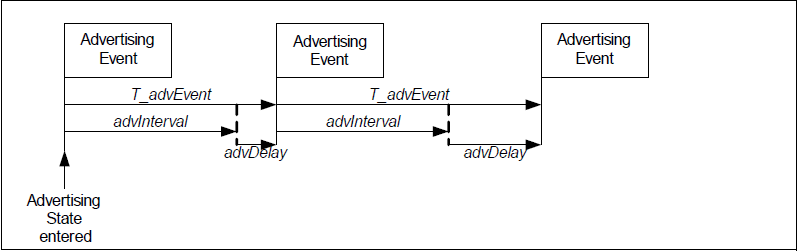 Advertising
Event
Advertising
Event
Advertising
Event
T_advEvent
T_advEvent
advInterval
advInterval
advDelay
advDelay
Advertising
State
entered